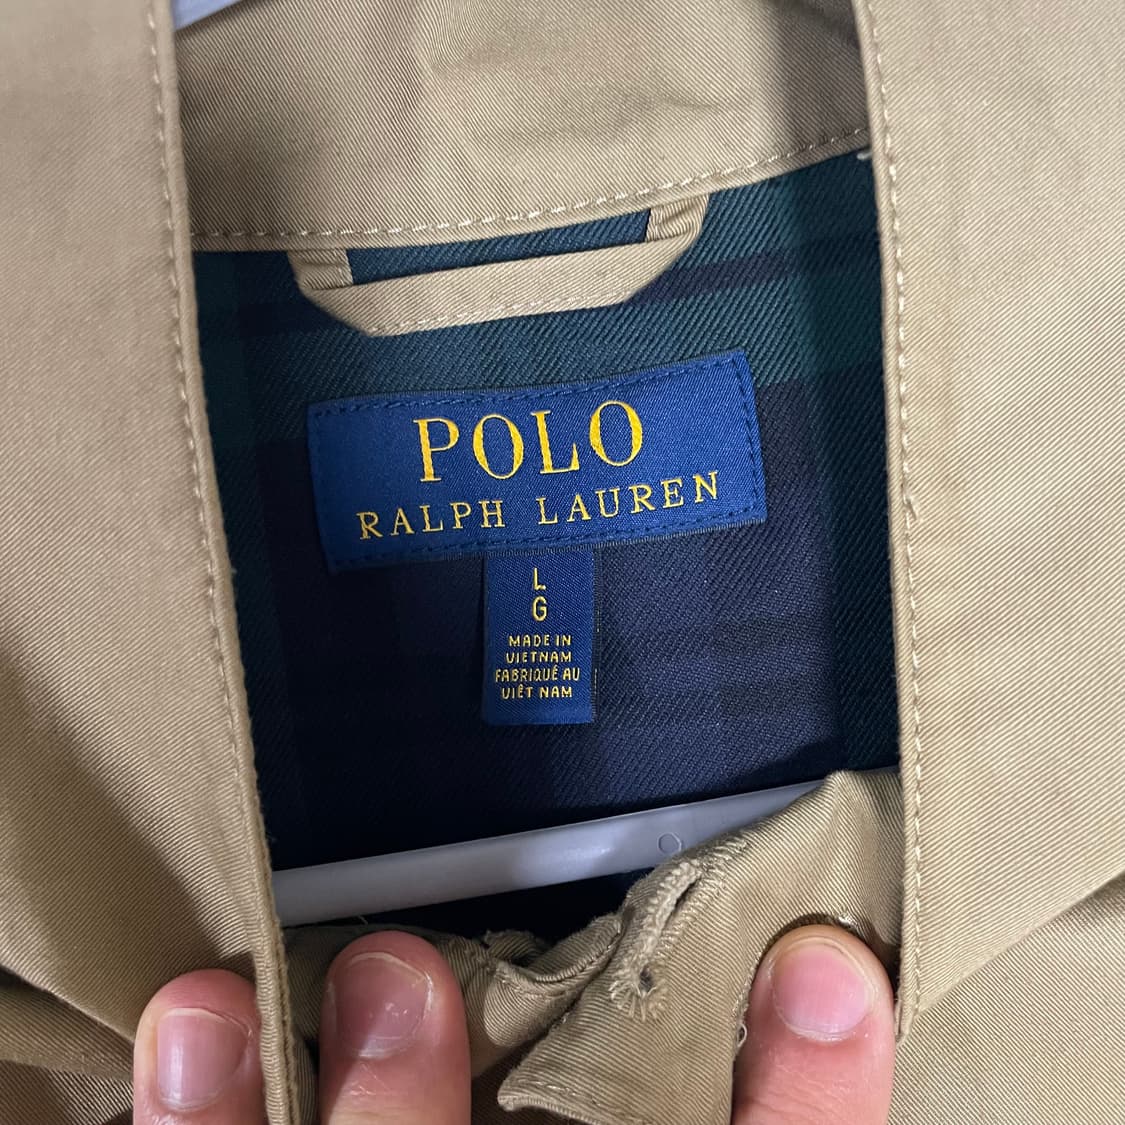 POLO
RALPH LAUREN
L
G
MADE IN
VIETNAM
FABRIQUÉ AU
VIÊT NAM